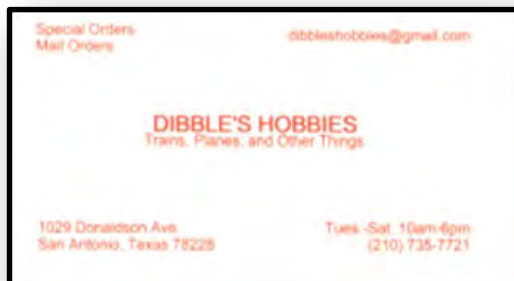 Special Orders
Mail Orders
dibbleshobbies@gmail.com
DIBBLE'S HOBBIES
Trains, Planes, and Other Things
1029 Donaldson Ave.
San Antonio, Texas 78228
Tues.-Sat. 10am-6pm
(210) 735-7721